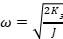 ω = √(2K_s / J)